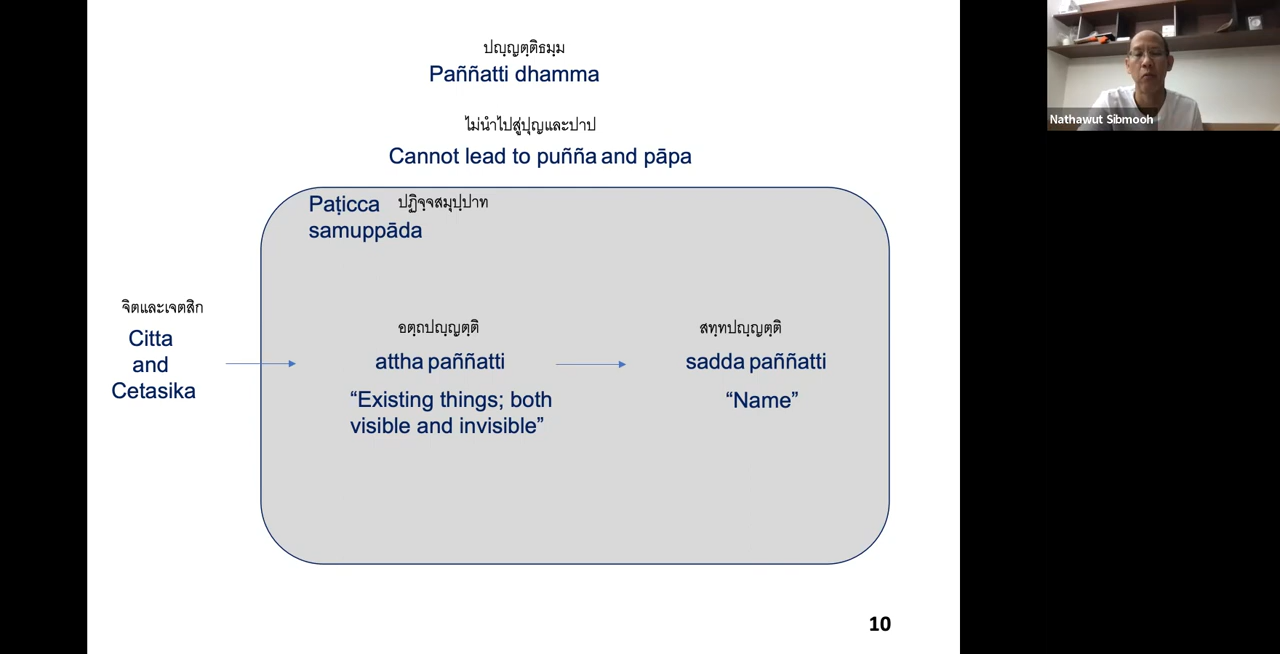 ปญฺญตฺติธมฺม
Paññatti dhamma
ไม่นำไปสู่ปุญและปาป
Cannot lead to puñña and pāpa
Paṭicca ปฏิจฺจสมุปฺปาท
samuppāda
จิตและเจตสิก
Citta
and
Cetasika
อตฺถปญฺญตฺติ
attha paññatti
“Existing things; both
visible and invisible”
สทฺทปญฺญตฺติ
sadda paññatti
“Name”
10
Nathawut Sibmooh